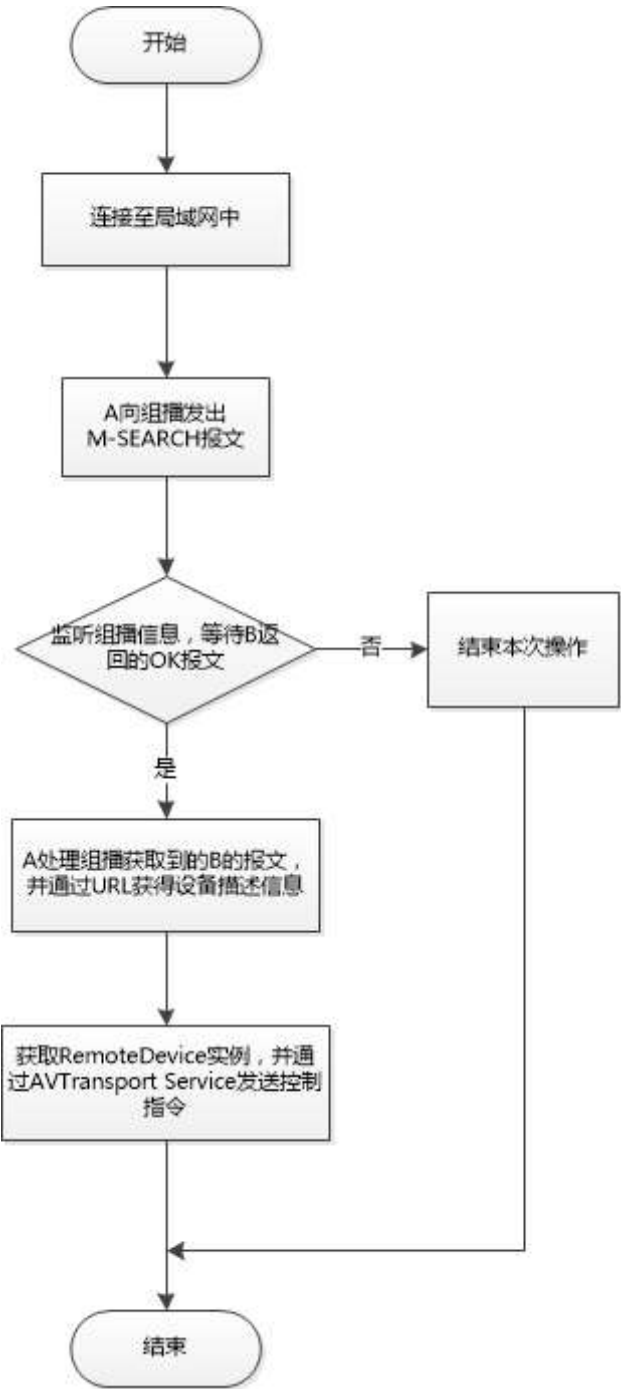 开始
连接至局域网中
A向组播发出
M-SEARCH报文
监听组播信息，等待B返
回的OK报文
否
结束本次操作
是
A处理组播获取到的B的报文，
并通过URL获得设备描述信息
获取RemoteDevice实例，并通
过AVTransport Service发送控制
指令
结束